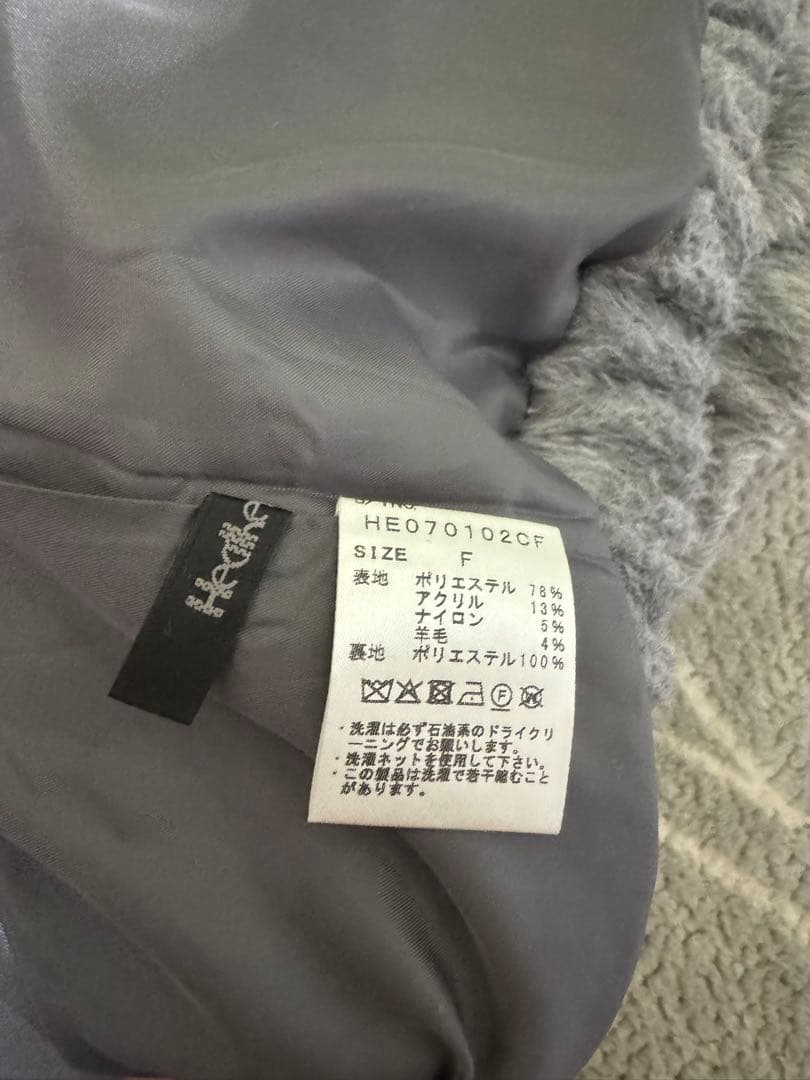 HE070102CF
SIZE F
表地 ポリエステル 78%
アクリル 13%
ナイロン 5%
羊毛 4%
裏地 ポリエステル100%
F W
・洗濯は必ず石油系のドライクリ
ーニングでお願いします。
・洗濯ネットを使用して下さい。
・この製品は洗濯で若干縮むこと
があります。